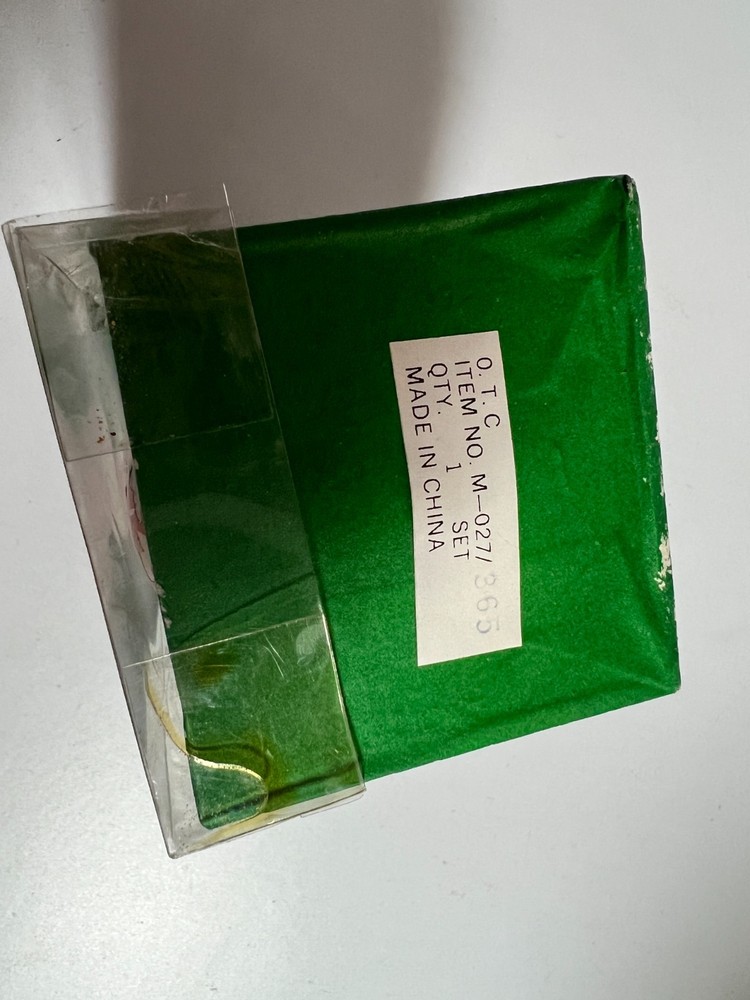 O. T. C
ITEM NO. M—027/365
QTY. 1 SET
MADE IN CHINA